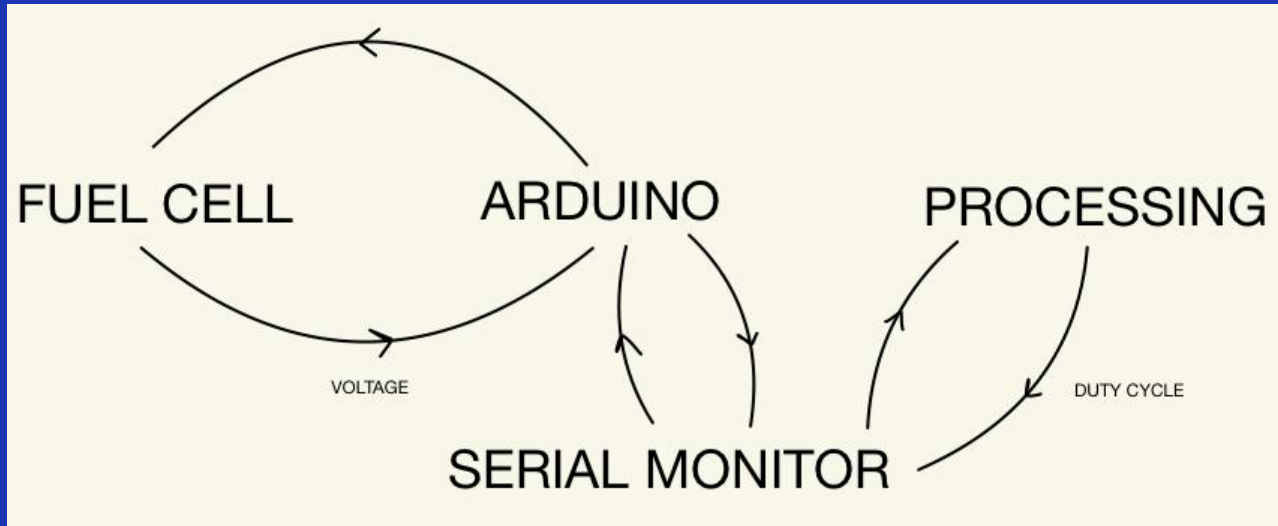 FUEL CELL
ARDUINO
PROCESSING
VOLTAGE
DUTY CYCLE
SERIAL MONITOR